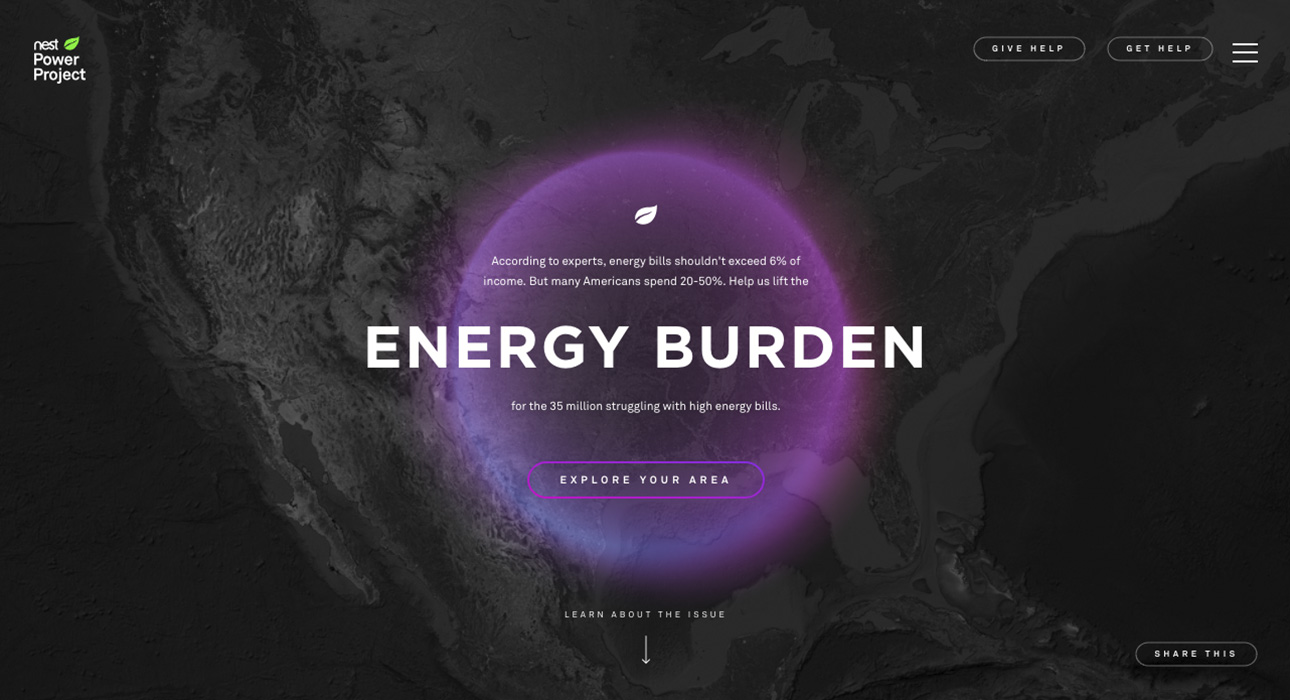 nest
Power
Project
GIVE HELP
GET HELP
According to experts, energy bills shouldn't exceed 6% of
income. But many Americans spend 20-50%. Help us lift the
ENERGY BURDEN
for the 35 million struggling with high energy bills.
EXPLORE YOUR AREA
LEARN ABOUT THE ISSUE
SHARE THIS